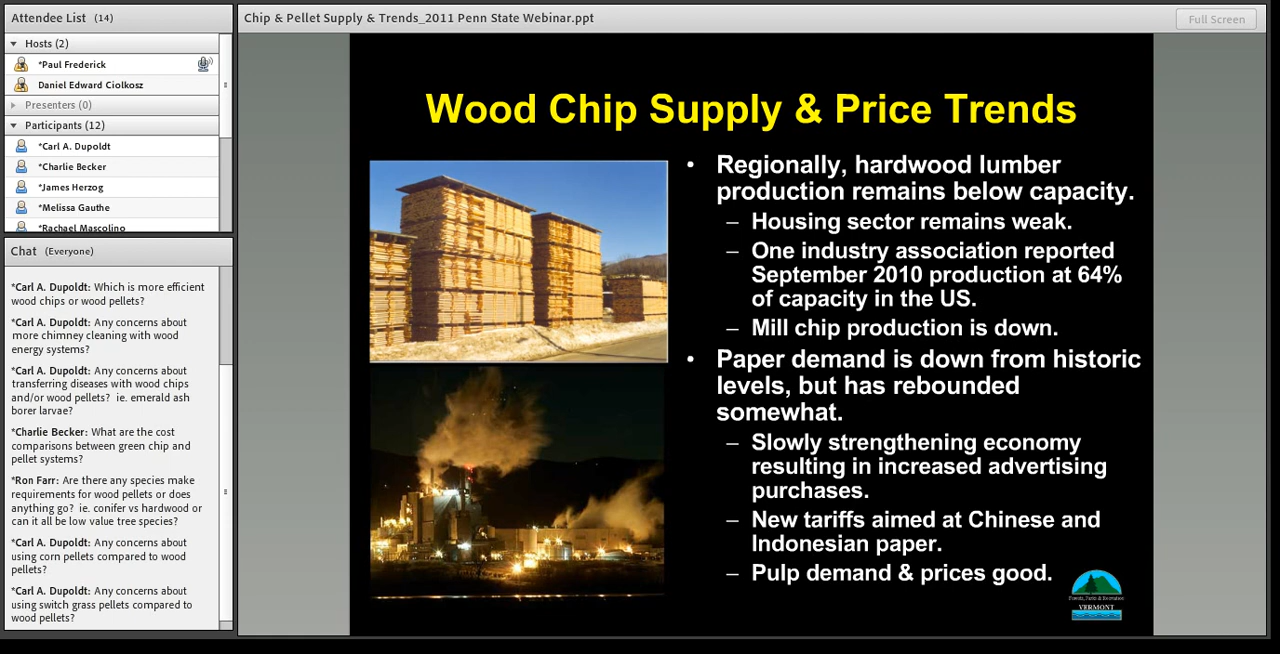 Attendee List (14)
Hosts (2)
*Paul Frederick
Daniel Edward Ciolkosz
Presenters (0)
Participants (12)
*Carl A. Dupoldt
*Charlie Becker
*James Herzog
*Melissa Gauthe
*Rachael Mascolino
Chat (Everyone)
*Carl A. Dupoldt: Which is more efficient
wood chips or wood pellets?
*Carl A. Dupoldt: Any concerns about
more chimney cleaning with wood
energy systems?
*Carl A. Dupoldt: Any concerns about
transferring diseases with wood chips
and/or wood pellets? ie. emerald ash
borer larvae?
*Charlie Becker: What are the cost
comparisons between green chip and
pellet systems?
*Ron Farr: Are there any species make
requirements for wood pellets or does
anything go? ie. conifer vs hardwood or
can it all be low value tree species?
*Carl A. Dupoldt: Any concerns about
using corn pellets compared to wood
pellets?
*Carl A. Dupoldt: Any concerns about
using switch grass pellets compared to
wood pellets?
Chip & Pellet Supply & Trends_2011 Penn State Webinar.ppt
Full Screen
Wood Chip Supply & Price Trends
• Regionally, hardwood lumber
production remains below capacity.
– Housing sector remains weak.
– One industry association reported
September 2010 production at 64%
of capacity in the US.
– Mill chip production is down.
• Paper demand is down from historic
levels, but has rebounded
somewhat.
– Slowly strengthening economy
resulting in increased advertising
purchases.
– New tariffs aimed at Chinese and
Indonesian paper.
– Pulp demand & prices good.
Forests, Parks & Recreation
VERMONT